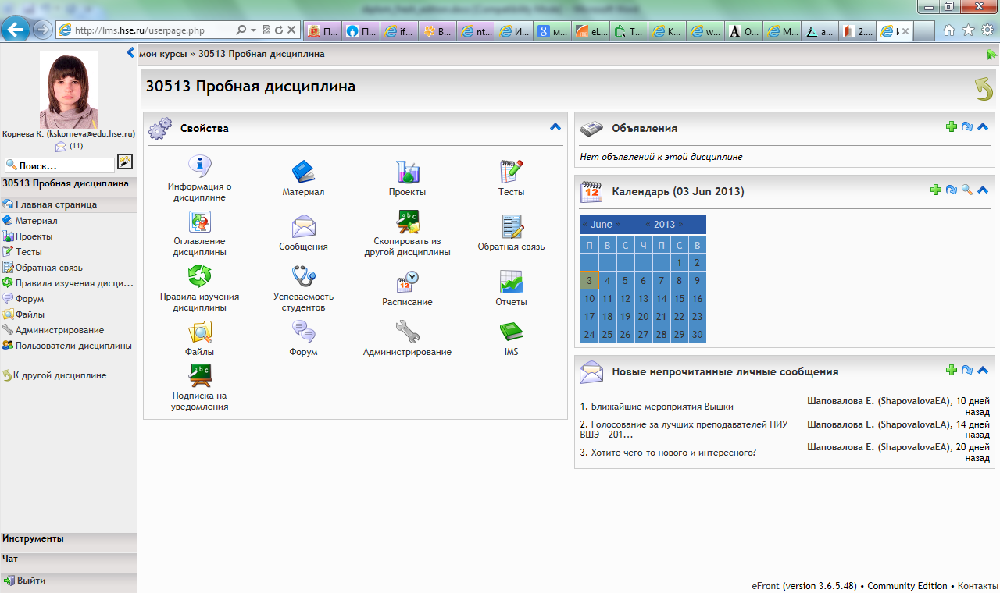 http://lms.hse.ru/userpage.php
П...
П...
if...
В...
nt...
И...
м...
eL...
Т...
К...
w...
О...
М...
а...
2....
мои курсы » 30513 Пробная дисциплина
30513 Пробная дисциплина
Корнева К. (kskorneva@edu.hse.ru)
(11)
Поиск...
30513 Пробная дисциплина
Главная страница
Материал
Проекты
Тесты
Обратная связь
Правила изучения дисци...
Форум
Файлы
Администрирование
Пользователи дисциплины
К другой дисциплине
Инструменты
Чат
Выйти
Свойства
Информация о
дисциплине
Материал
Проекты
Тесты
Оглавление
дисциплины
Сообщения
Скопировать из
другой дисциплины
Обратная связь
Правила изучения
дисциплины
Успеваемость
студентов
Расписание
Отчеты
Файлы
Форум
Администрирование
IMS
Подписка на
уведомления
Объявления
Нет объявлений к этой дисциплине
Календарь (03 Jun 2013)
« June » « 2013 »
П В С Ч П С В
1 2
3 4 5 6 7 8 9
10 11 12 13 14 15 16
17 18 19 20 21 22 23
24 25 26 27 28 29 30
Новые непрочитанные личные сообщения
1. Ближайшие мероприятия Вышки
Шаповалова Е. (ShapovalovaEA), 10 дней
назад
2. Голосование за лучших преподавателей НИУ
ВШЭ - 201...
Шаповалова Е. (ShapovalovaEA), 14 дней
назад
3. Хотите чего-то нового и интересного?
Шаповалова Е. (ShapovalovaEA), 20 дней
назад
eFront (version 3.6.5.48) • Community Edition • Контакты